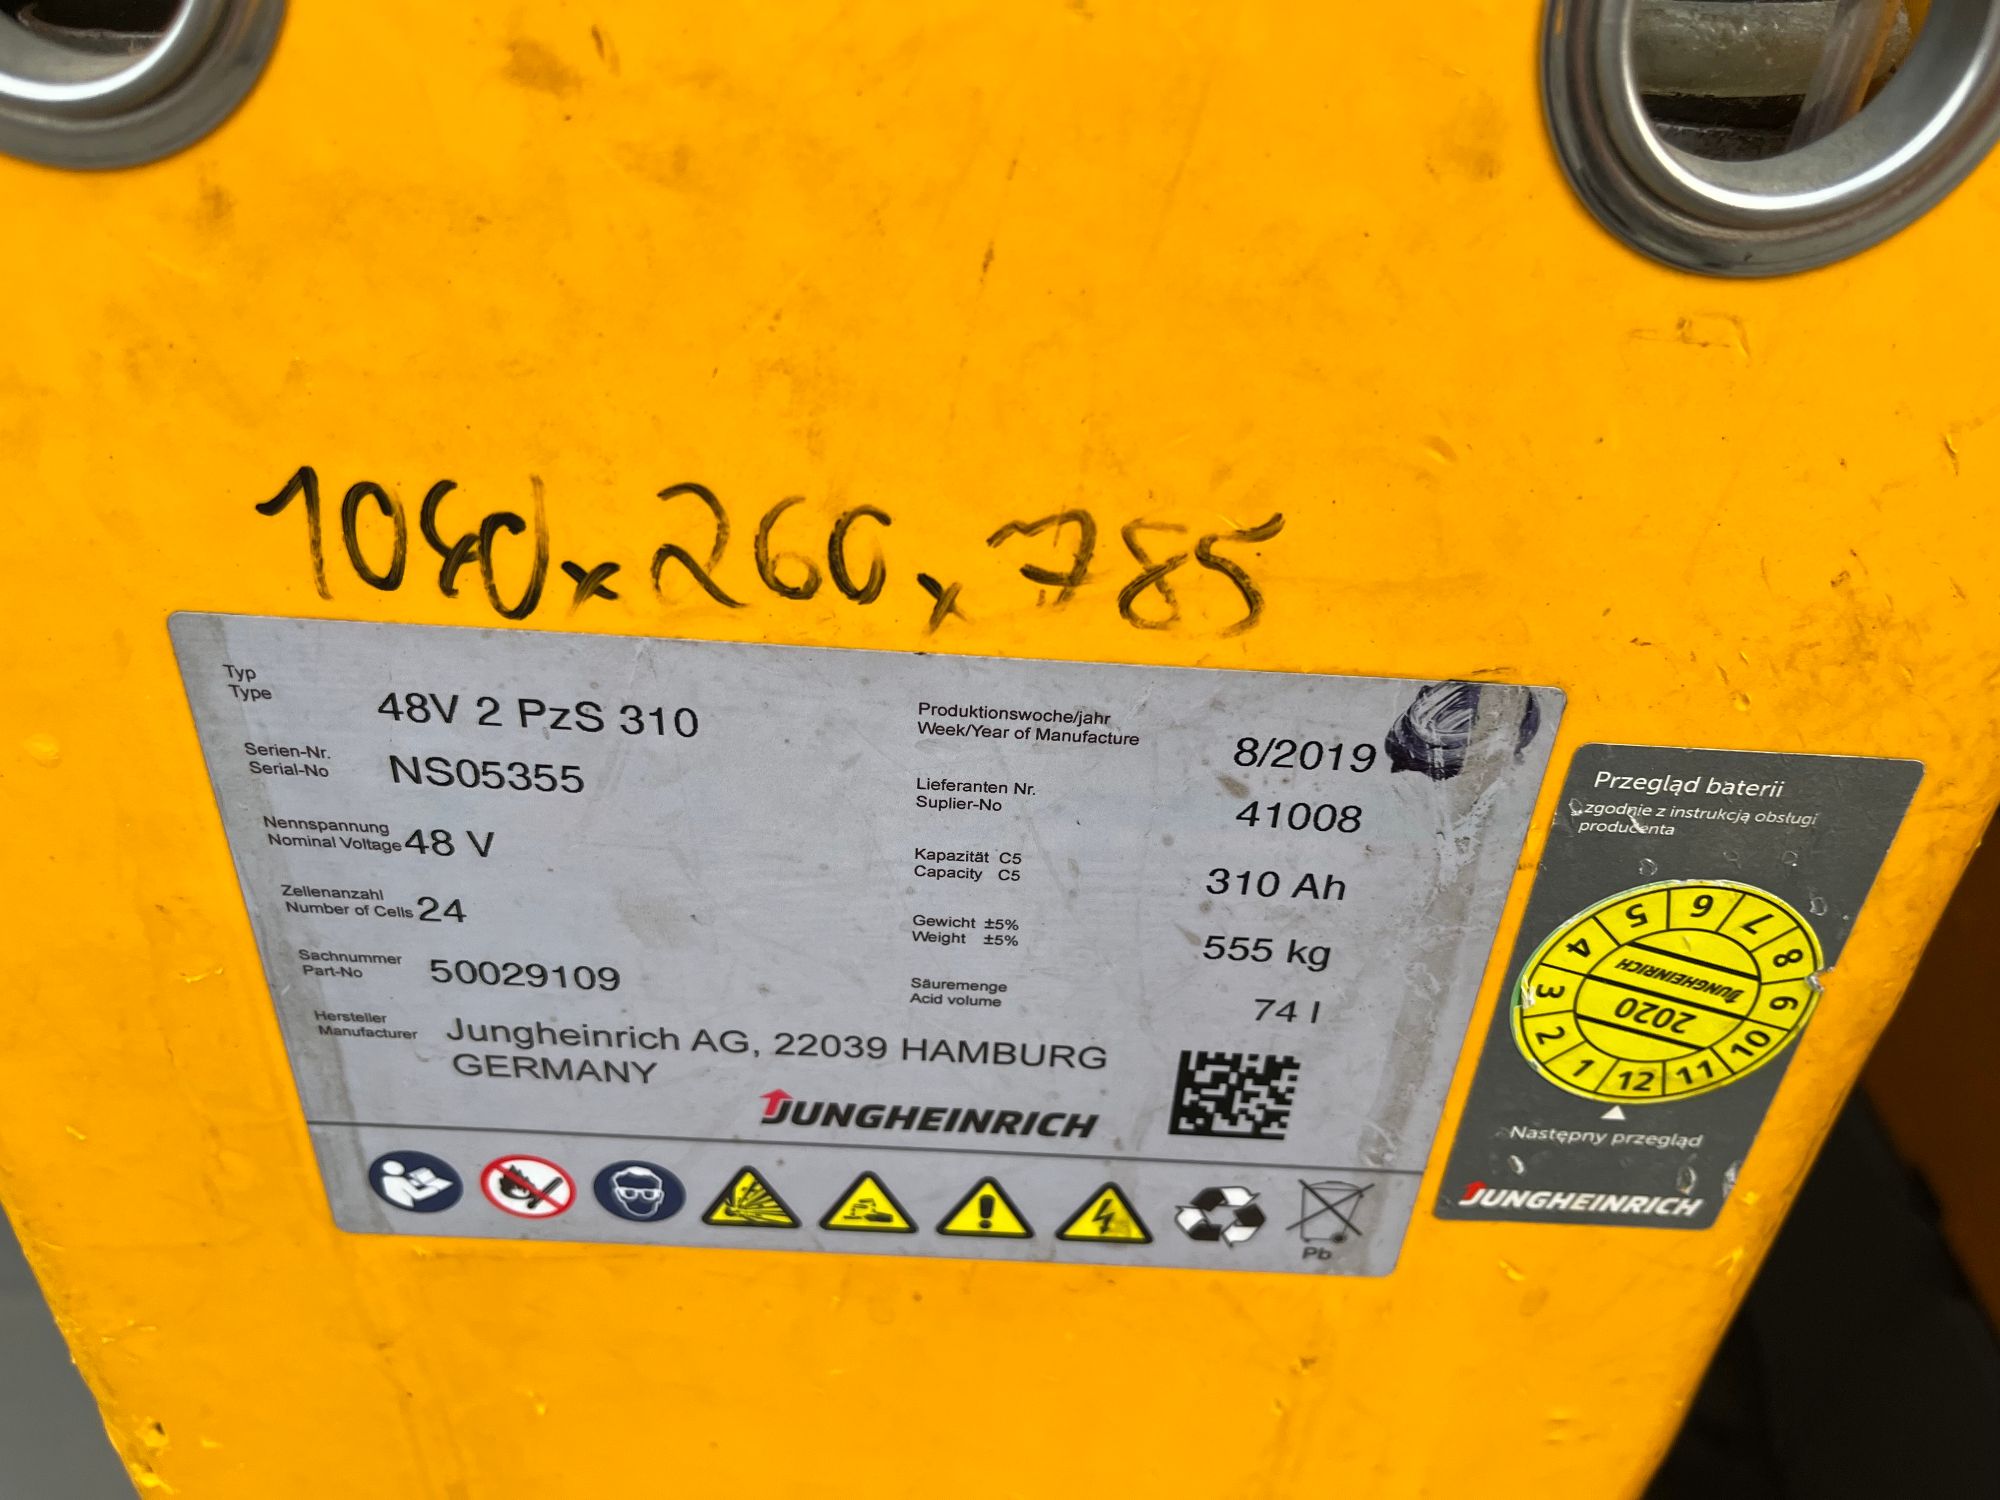 1080 x 260 x 785
Typ
Type
48V 2 PzS 310
Serien-Nr.
Serial-No
NS05355
Nennspannung
Nominal Voltage
48 V
Zellenanzahl
Number of Cells
24
Sachnummer
Part-No
50029109
Hersteller
Manufacturer
Jungheinrich AG, 22039 HAMBURG
GERMANY
Produktionswoche/jahr
Week/Year of Manufacture
8/2019
Lieferanten Nr.
Suplier-No
41008
Kapazität C5
Capacity C5
310 Ah
Gewicht ±5%
Weight ±5%
555 kg
Säuremenge
Acid volume
74 l
JUNGHEINRICH
Pb
Przegląd baterii
zgodnie z instrukcją obsługi
producenta
1 2 3 4 5 6 7 8 9 10 11 12
JUNGHEINRICH
2020
Następny przegląd
JUNGHEINRICH